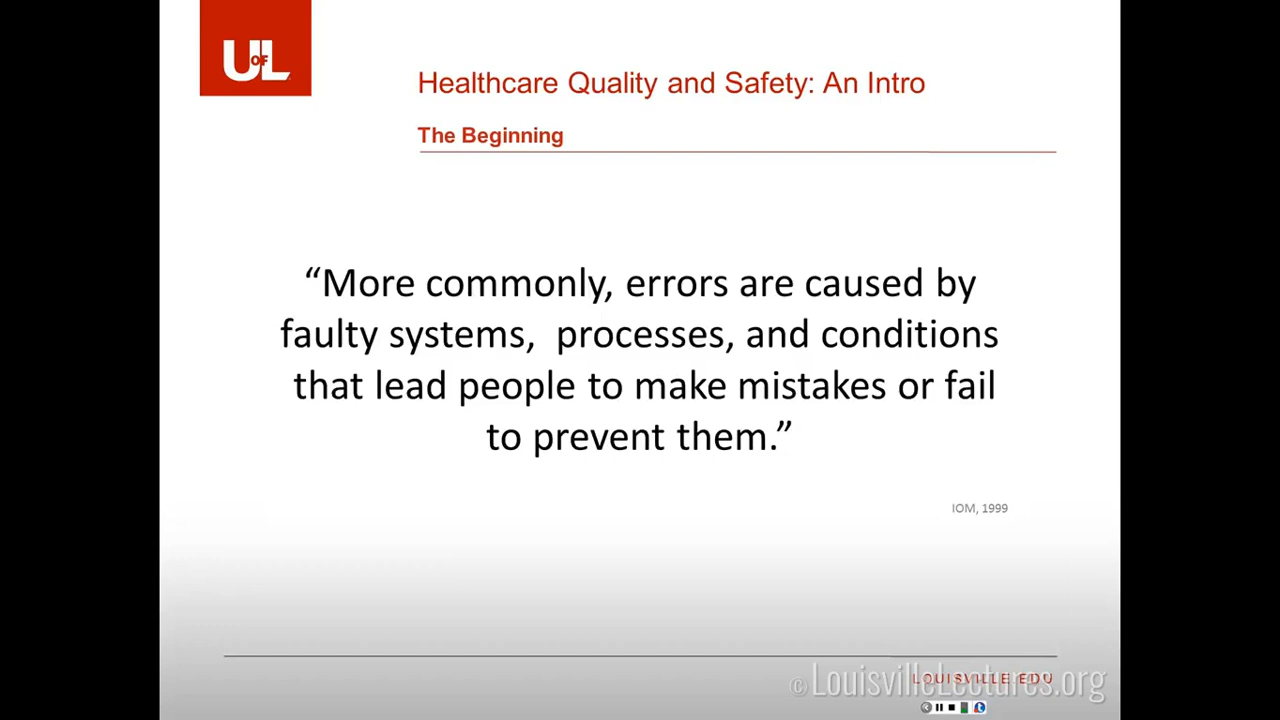 U OF L
Healthcare Quality and Safety: An Intro
The Beginning
“More commonly, errors are caused by
faulty systems,  processes, and conditions
that lead people to make mistakes or fail
to prevent them.”
IOM, 1999
LOUISVILLE.EDU
© LouisvilleLectures.org